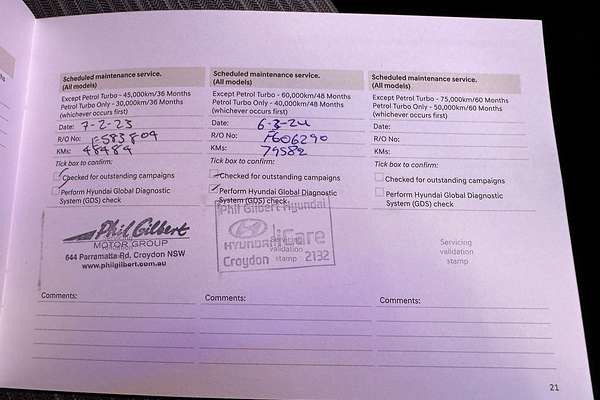 Scheduled maintenance service.
(All models)
Except Petrol Turbo - 45,000km/36 Months
Petrol Turbo Only - 30,000km/36 Months
(whichever occurs first)
Date: 7-2-23
R/O No: F583809
KMs: 48484
Tick box to confirm:
Checked for outstanding campaigns
Perform Hyundai Global Diagnostic
System (GDS) check
Phil Gilbert
MOTOR GROUP
644 Parramatta Rd, Croydon NSW
www.philgilbert.com.au
Comments:
Scheduled maintenance service.
(All models)
Except Petrol Turbo - 60,000km/48 Months
Petrol Turbo Only - 40,000km/48 Months
(whichever occurs first)
Date: 6-3-24
R/O No: F606290
KMs: 79582
Tick box to confirm:
Checked for outstanding campaigns
Perform Hyundai Global Diagnostic
System (GDS) check
Phil Gilbert Hyundai
HYUNDAI iCare
Servicing
validation
stamp
Croydon 2132
Comments:
Scheduled maintenance service.
(All models)
Except Petrol Turbo - 75,000km/60 Months
Petrol Turbo Only - 50,000km/60 Months
(whichever occurs first)
Date:
R/O No:
KMs:
Tick box to confirm:
Checked for outstanding campaigns
Perform Hyundai Global Diagnostic
System (GDS) check
Servicing
validation
stamp
Comments:
21